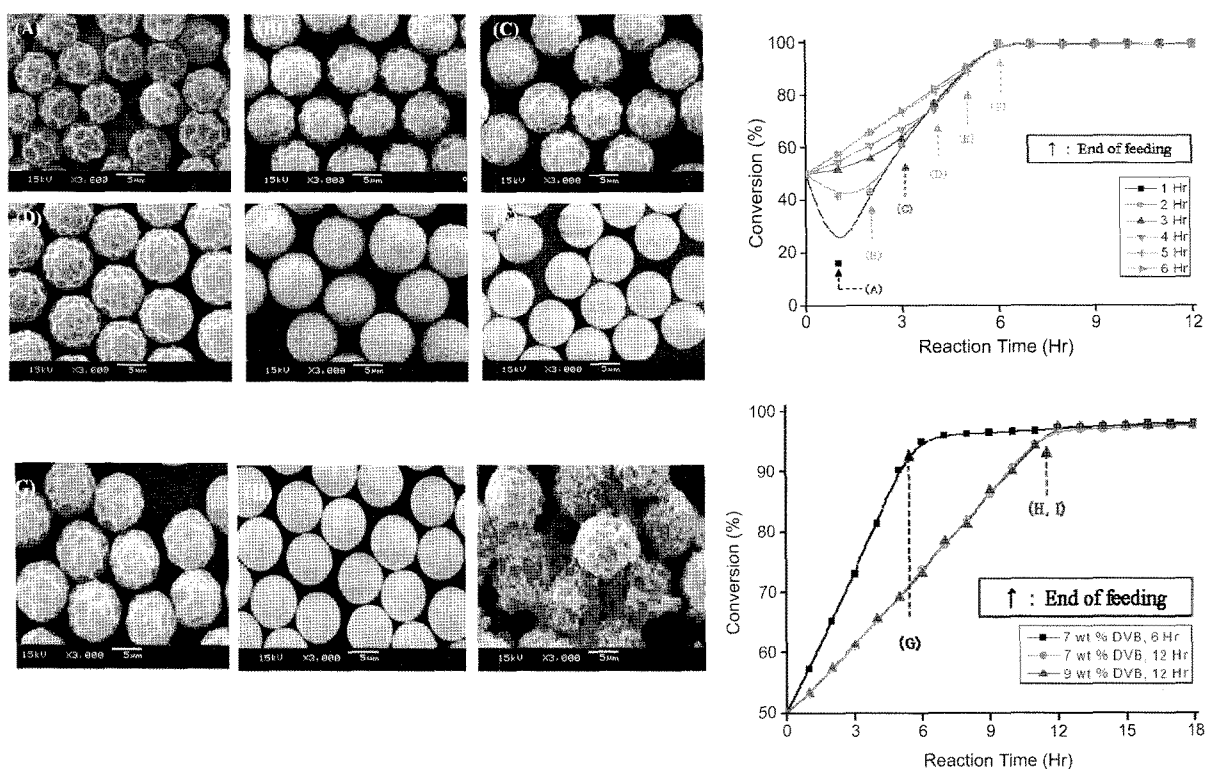 (A)
(C)
15kV X3,000 5μm
15kV X3,000 5μm
15kV X3,000 5μm
15kV X3,000 5μm
15kV X3,000 5μm
15kV X3,000 5μm
15kV X3,000 5μm
15kV X3,000 5μm
15kV X3,000 5μm
Conversion (%)
100
80
60
40
20
0
0 3 6 9 12
Reaction Time (Hr)
(A)
(B)
(C)
(D)
(E)
↑ : End of feeding
1 Hr
2 Hr
3 Hr
4 Hr
5 Hr
6 Hr
Conversion (%)
100
90
80
70
60
50
0 3 6 9 12 15 18
Reaction Time (Hr)
(G)
(H, I)
↑ : End of feeding
7 wt % DVB, 6 Hr
7 wt % DVB, 12 Hr
9 wt % DVB, 12 Hr